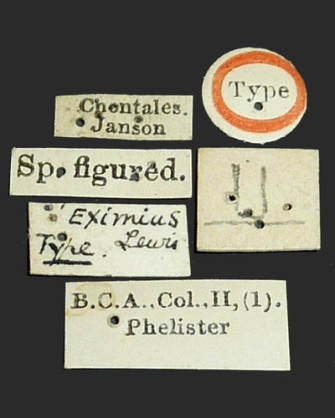 Chontales.
Janson
Type
Sp. figured.
Eximius
Type. Lewis
B.C.A., Col., II, (1).
Phelister